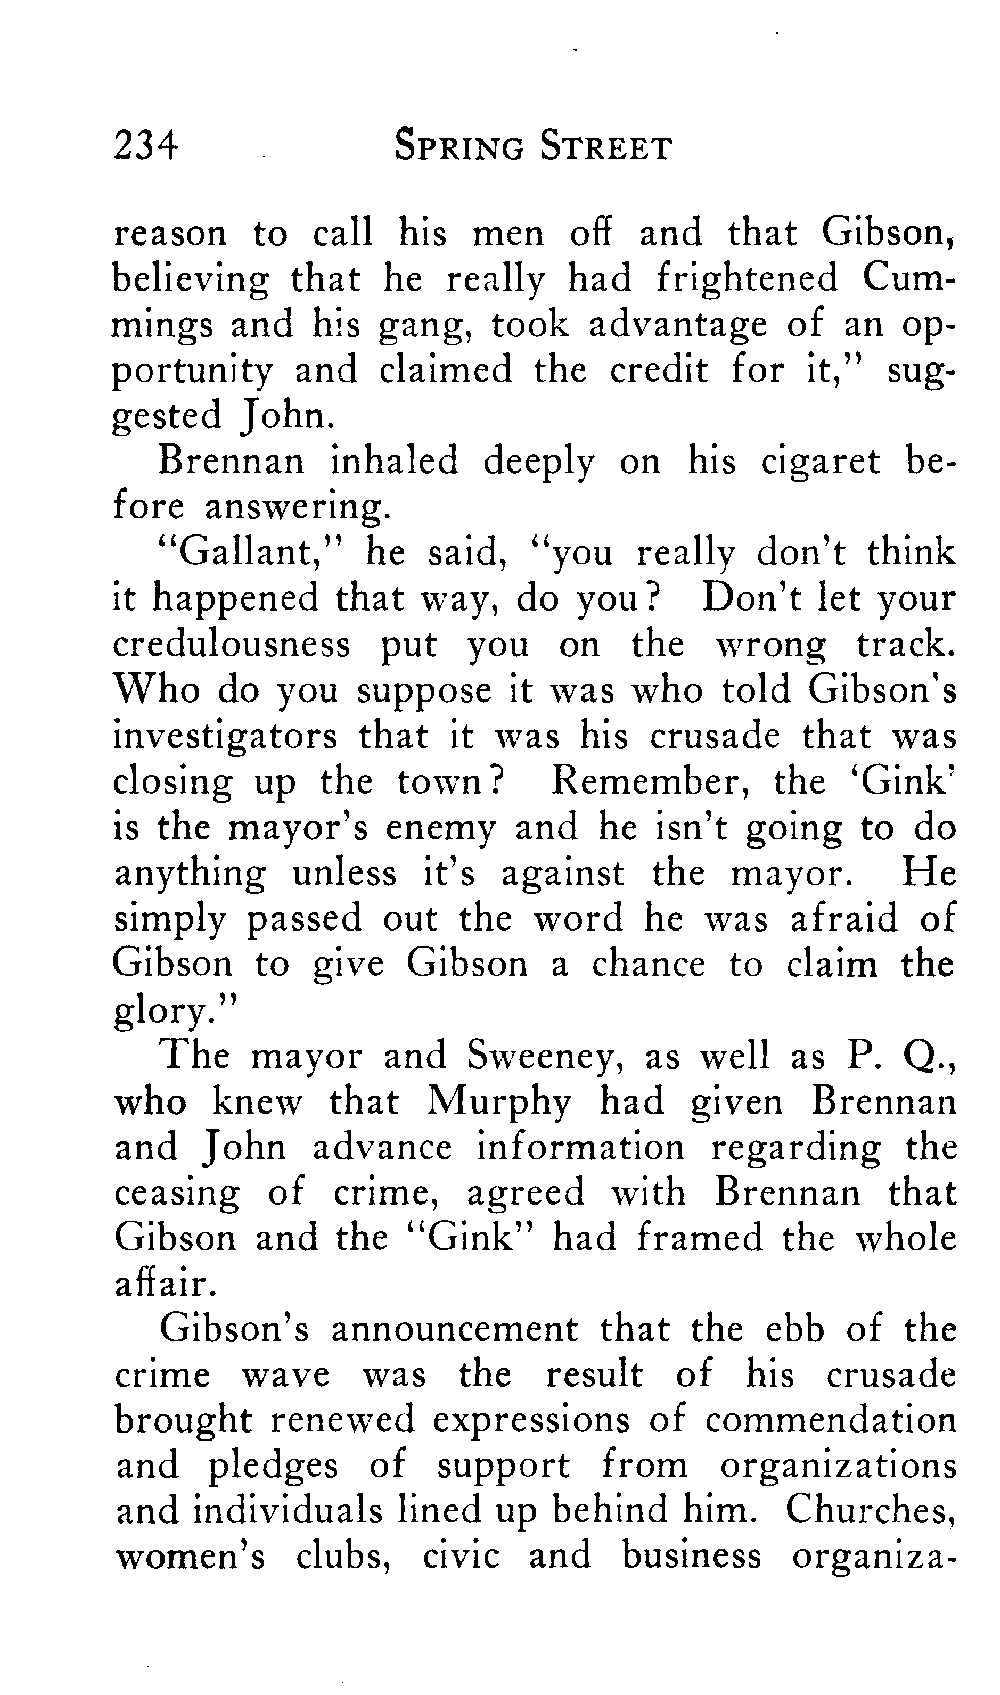 234 SPRING STREET
reason to call his men off and that Gibson,
believing that he really had frightened Cum-
mings and his gang, took advantage of an op-
portunity and claimed the credit for it,” sug-
gested John.
Brennan inhaled deeply on his cigaret be-
fore answering.
“Gallant,” he said, “you really don’t think
it happened that way, do you? Don’t let your
credulousness put you on the wrong track.
Who do you suppose it was who told Gibson’s
investigators that it was his crusade that was
closing up the town? Remember, the ‘Gink’
is the mayor’s enemy and he isn’t going to do
anything unless it’s against the mayor. He
simply passed out the word he was afraid of
Gibson to give Gibson a chance to claim the
glory.”
The mayor and Sweeney, as well as P. Q.,
who knew that Murphy had given Brennan
and John advance information regarding the
ceasing of crime, agreed with Brennan that
Gibson and the “Gink” had framed the whole
affair.
Gibson’s announcement that the ebb of the
crime wave was the result of his crusade
brought renewed expressions of commendation
and pledges of support from organizations
and individuals lined up behind him. Churches,
women’s clubs, civic and business organiza-